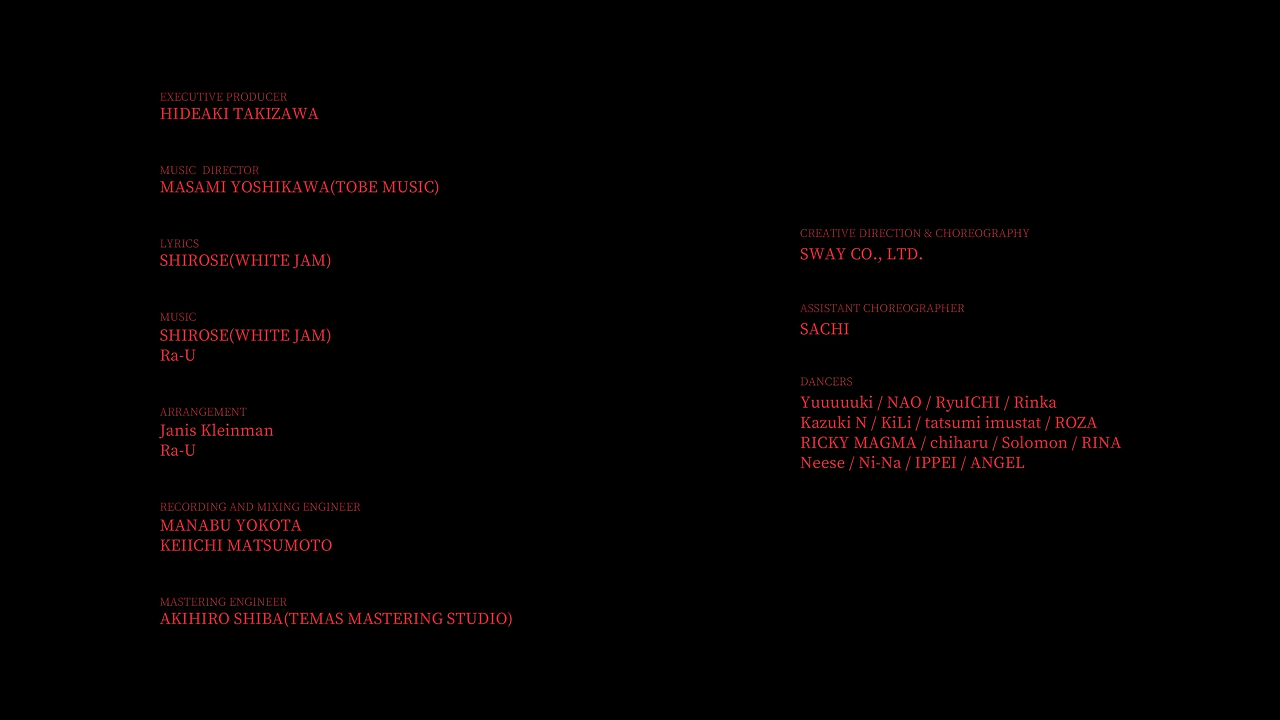 EXECUTIVE PRODUCER
HIDEAKI TAKIZAWA
MUSIC DIRECTOR
MASAMI YOSHIKAWA(TOBE MUSIC)
LYRICS
SHIROSE(WHITE JAM)
MUSIC
SHIROSE(WHITE JAM)
Ra-U
ARRANGEMENT
Janis Kleinman
Ra-U
RECORDING AND MIXING ENGINEER
MANABU YOKOTA
KEIICHI MATSUMOTO
MASTERING ENGINEER
AKIHIRO SHIBA(TEMAS MASTERING STUDIO)
CREATIVE DIRECTION & CHOREOGRAPHY
SWAY CO., LTD.
ASSISTANT CHOREOGRAPHER
SACHI
DANCERS
Yuuuuuki / NAO / RyuICHI / Rinka
Kazuki N / KiLi / tatsumi imustat / ROZA
RICKY MAGMA / chiharu / Solomon / RINA
Neese / Ni-Na / IPPEI / ANGEL